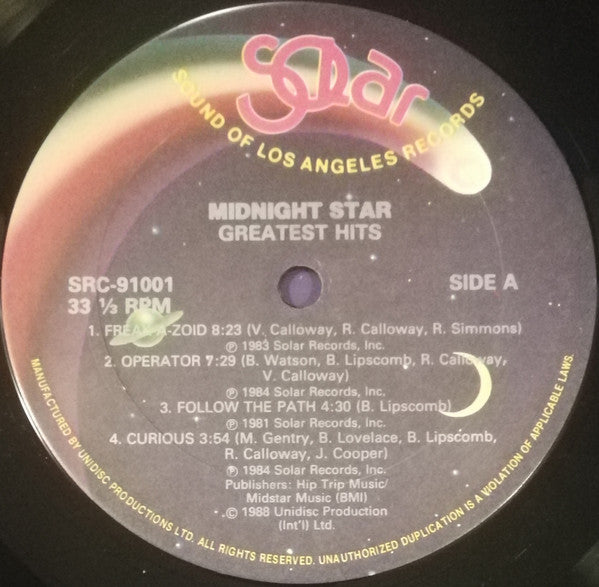 Solar
SOUND OF LOS ANGELES RECORDS
MIDNIGHT STAR
GREATEST HITS
SRC-91001
33 ⅓ RPM
SIDE A
1. FREAK-A-ZOID 8:23 (V. Calloway, R. Calloway, R. Simmons)
℗ 1983 Solar Records, Inc.
2. OPERATOR 7:29 (B. Watson, B. Lipscomb, R. Calloway,
V. Calloway)
℗ 1984 Solar Records, Inc.
3. FOLLOW THE PATH 4:30 (B. Lipscomb)
℗ 1981 Solar Records, Inc.
4. CURIOUS 3:54 (M. Gentry, B. Lovelace, B. Lipscomb,
R. Calloway, J. Cooper)
℗ 1984 Solar Records, Inc.
Publishers: Hip Trip Music/
Midstar Music (BMI)
℗© 1988 Unidisc Production
(Int'l) Ltd.
MANUFACTURED BY UNIDISC PRODUCTIONS LTD. ALL RIGHTS RESERVED. UNAUTHORIZED DUPLICATION IS A VIOLATION OF APPLICABLE LAWS.